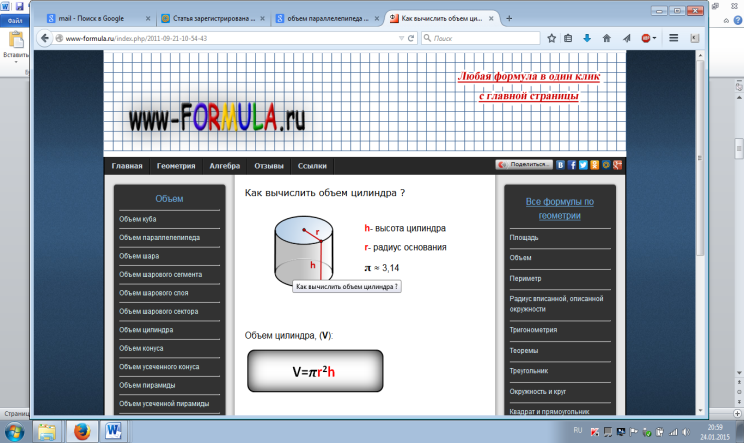 mail - Поиск в Google
Статья зарегистрирована
объем параллелепипеда
Как вычислить объем ци...
Файл
www-formula.ru/index.php/2011-09-21-10-54-43
Поиск
Вставить
Любая формула в один клик
с главной страницы
www-FORMULA.ru
Главная Геометрия Алгебра Отзывы Ссылки
Поделиться…
Объем
Объем куба
Объем параллелепипеда
Объем шара
Объем шарового сегмента
Объем шарового слоя
Объем шарового сектора
Объем цилиндра
Объем конуса
Объем усеченного конуса
Объем пирамиды
Объем усеченной пирамиды
Как вычислить объем цилиндра ?
r
h
h- высота цилиндра
r- радиус основания
π ≈ 3,14
Как вычислить объем цилиндра ?
Объем цилиндра, (V):
V=πr²h
Все формулы по
геометрии
Площадь
Объем
Периметр
Радиус вписанной, описанной
окружности
Тригонометрия
Теоремы
Треугольник
Окружность и круг
Квадрат и прямоугольник
Страниц
RU
20:59
24.01.2015